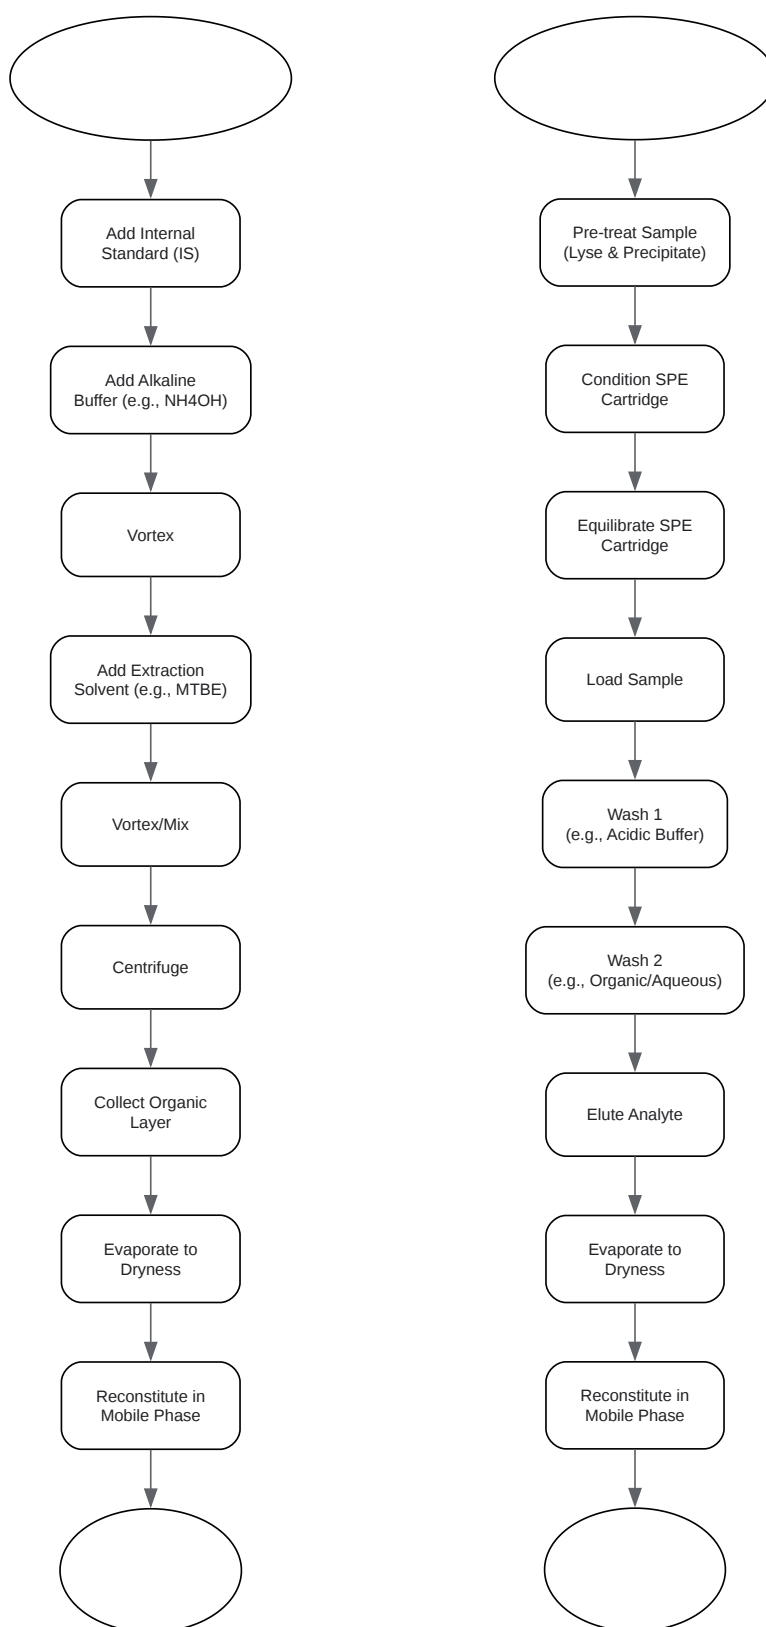 Add Internal
Standard (IS)
Add Alkaline
Buffer (e.g., NH4OH)
Vortex
Add Extraction
Solvent (e.g., MTBE)
Vortex/Mix
Centrifuge
Collect Organic
Layer
Evaporate to
Dryness
Reconstitute in
Mobile Phase
Pre-treat Sample
(Lyse & Precipitate)
Condition SPE
Cartridge
Equilibrate SPE
Cartridge
Load Sample
Wash 1
(e.g., Acidic Buffer)
Wash 2
(e.g., Organic/Aqueous)
Elute Analyte
Evaporate to
Dryness
Reconstitute in
Mobile Phase